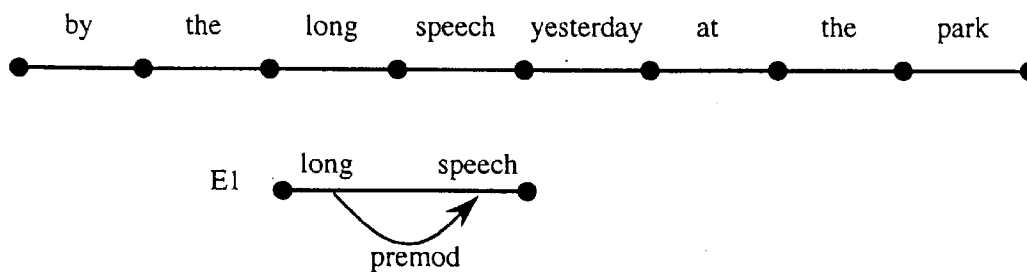 by the long speech yesterday at the park
long speech
E1
premod